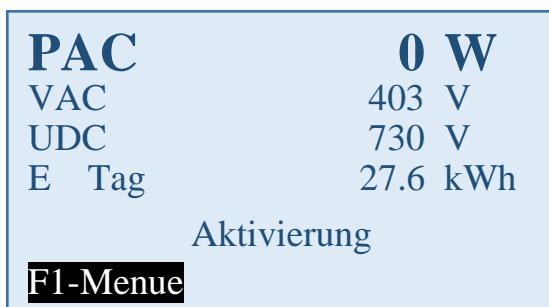 PAC 0 W
VAC 403 V
UDC 730 V
E Tag 27.6 kWh
Aktivierung
F1-Menue